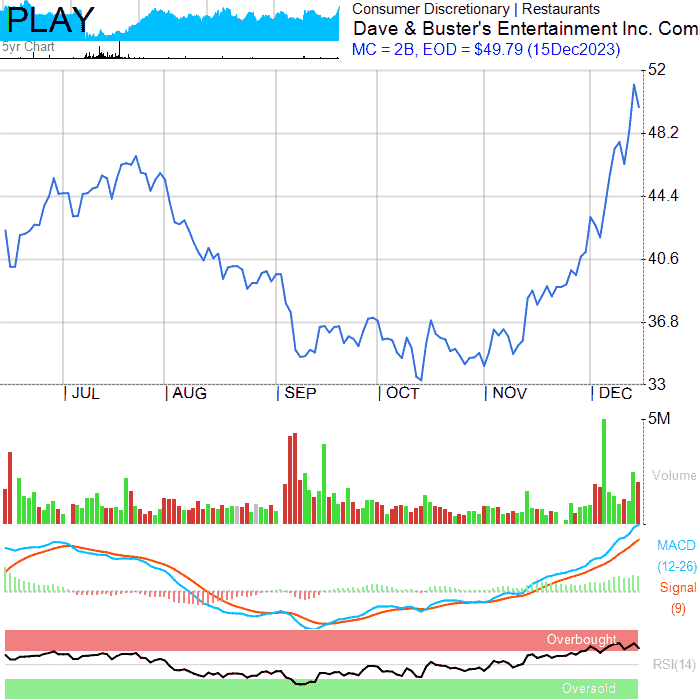 PLAY
5yr Chart
Consumer Discretionary | Restaurants
Dave & Buster's Entertainment Inc. Com
MC = 2B, EOD = $49.79 (15Dec2023)
52
48.2
44.4
40.6
36.8
33
JUL AUG SEP OCT NOV DEC
5M
Volume
MACD
(12-26)
Signal
(9)
Overbought
RSI(14)
Oversold